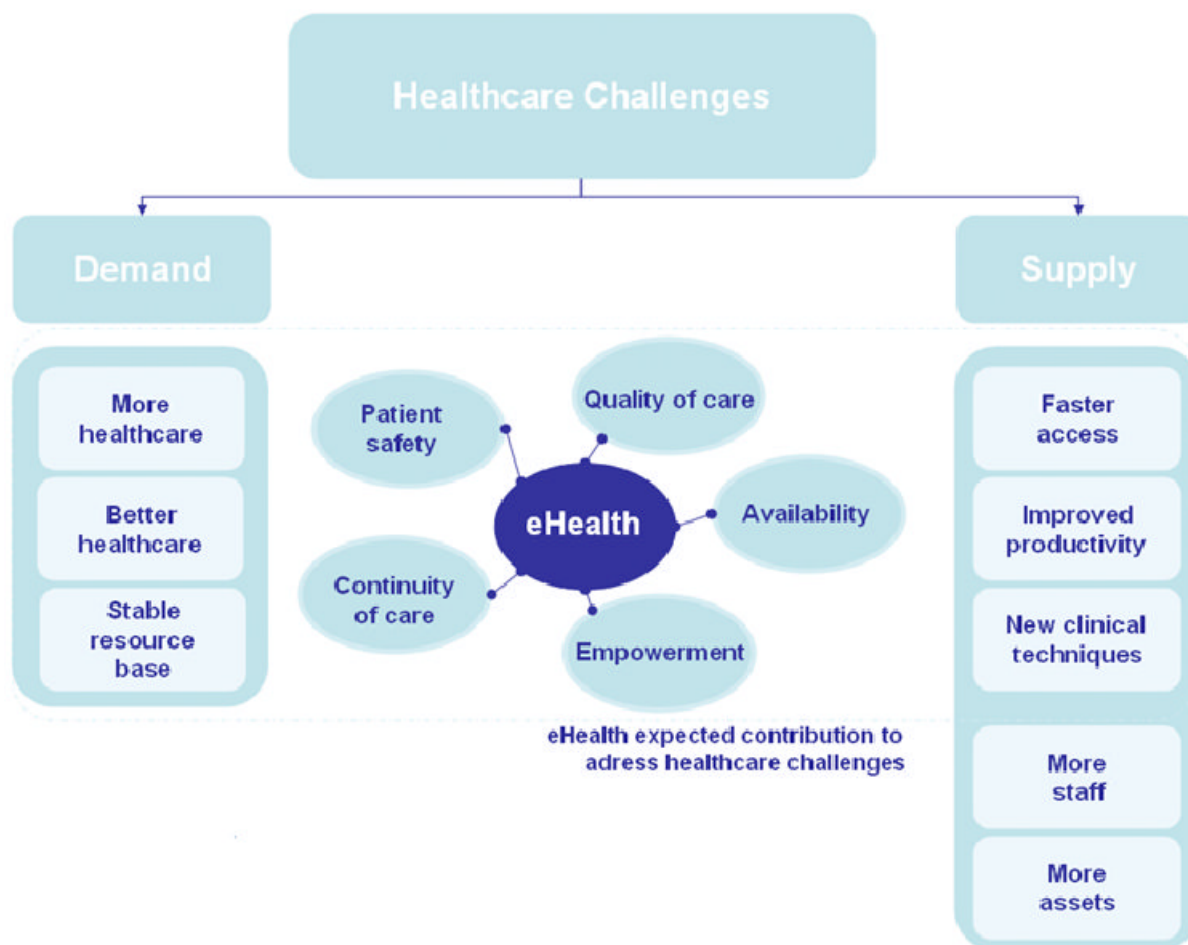 Healthcare Challenges
Demand
Supply
More
healthcare
Better
healthcare
Stable
resource
base
Patient
safety
Quality of care
eHealth
Availability
Continuity
of care
Empowerment
eHealth expected contribution to
adress healthcare challenges
Faster
access
Improved
productivity
New clinical
techniques
More
staff
More
assets